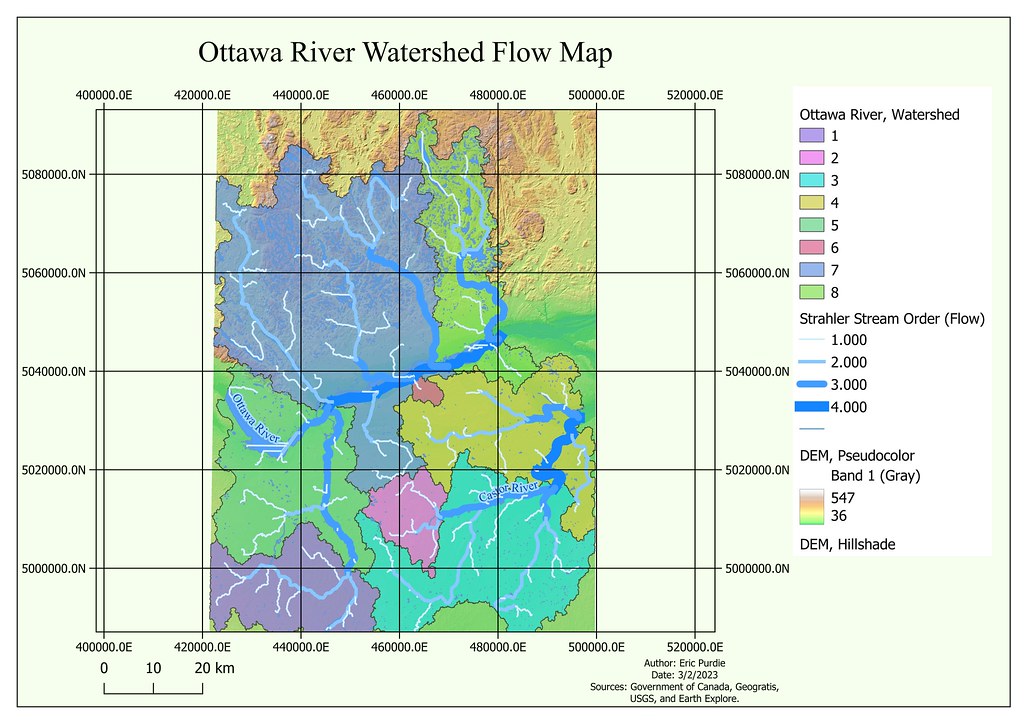 Ottawa River Watershed Flow Map
400000.0E 420000.0E 440000.0E 460000.0E 480000.0E 500000.0E 520000.0E
5080000.0N 5080000.0N
5060000.0N 5060000.0N
5040000.0N 5040000.0N
5020000.0N 5020000.0N
5000000.0N 5000000.0N
Ottawa River
Castor River
400000.0E 420000.0E 440000.0E 460000.0E 480000.0E 500000.0E 520000.0E
0 10 20 km
Author: Eric Purdie
Date: 3/2/2023
Sources: Government of Canada, Geogratis,
USGS, and Earth Explore.
Ottawa River, Watershed
1
2
3
4
5
6
7
8
Strahler Stream Order (Flow)
1.000
2.000
3.000
4.000
DEM, Pseudocolor
Band 1 (Gray)
547
36
DEM, Hillshade